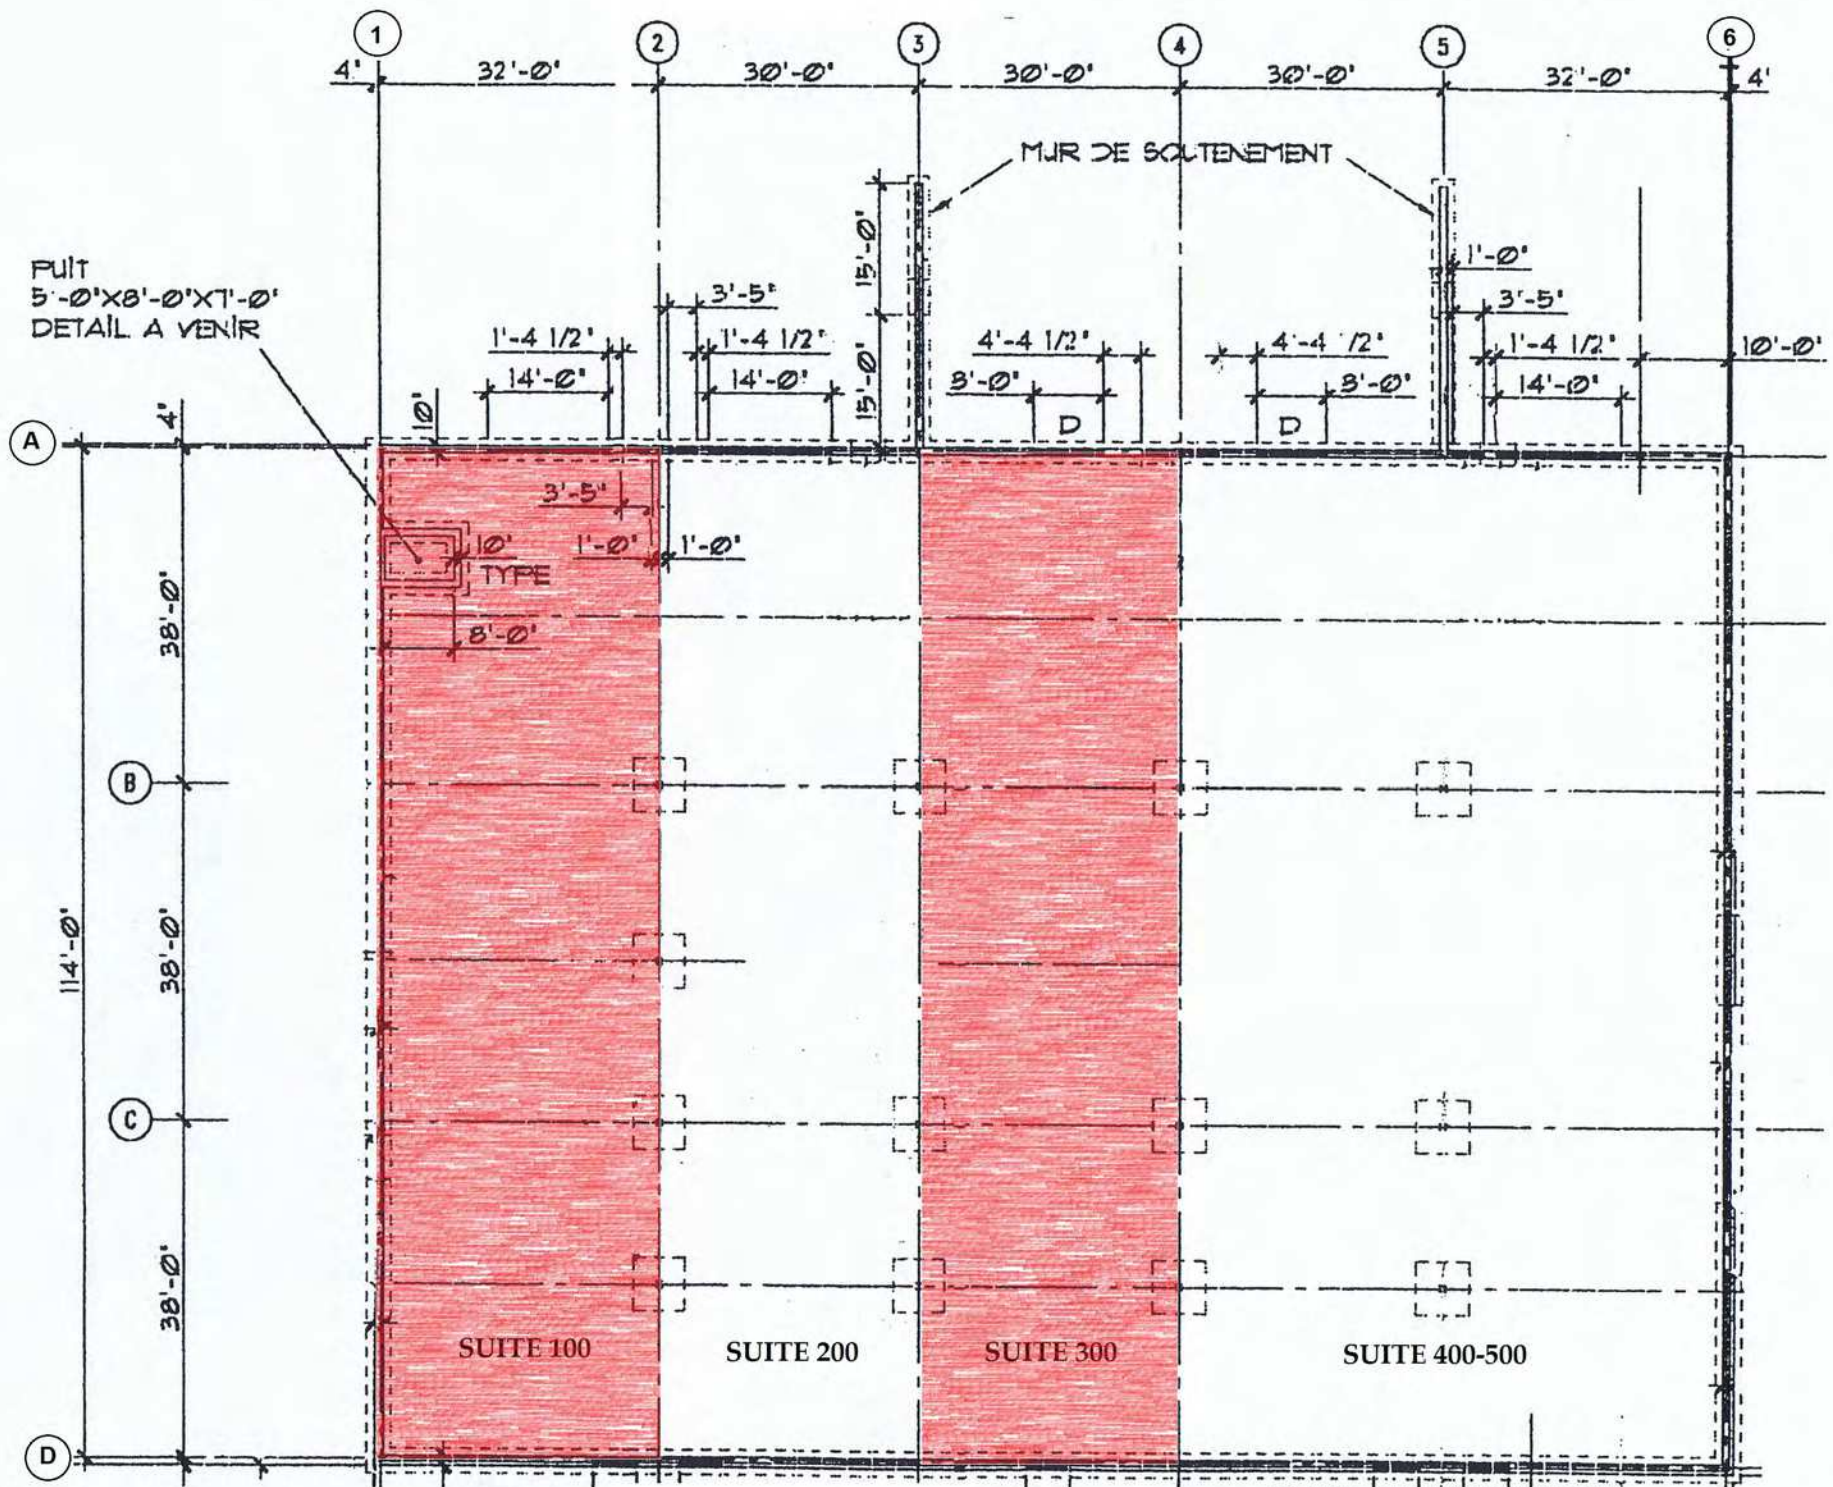 1 2 3 4 5 6
4' 32'-0" 30'-0" 30'-0" 30'-0" 32'-0" 4'
MUR DE SOUTENEMENT
15'-0"
1'-0"
PUIT
5'-0"X8'-0"X7'-0"
DETAIL A VENIR
3'-5" 3'-5"
1'-4 1/2" 1'-4 1/2" 4'-4 1/2" 4'-4 1/2" 1'-4 1/2" 10'-0"
14'-0" 14'-0" 8'-0" 8'-0" 14'-0"
4' 10" 15'-0" D D
A
3'-5"
10" 1'-0" 1'-0"
TYPE
38'-0"
8'-0"
B
114'-0" 38'-0"
C
38'-0"
SUITE 100 SUITE 200 SUITE 300 SUITE 400-500
D